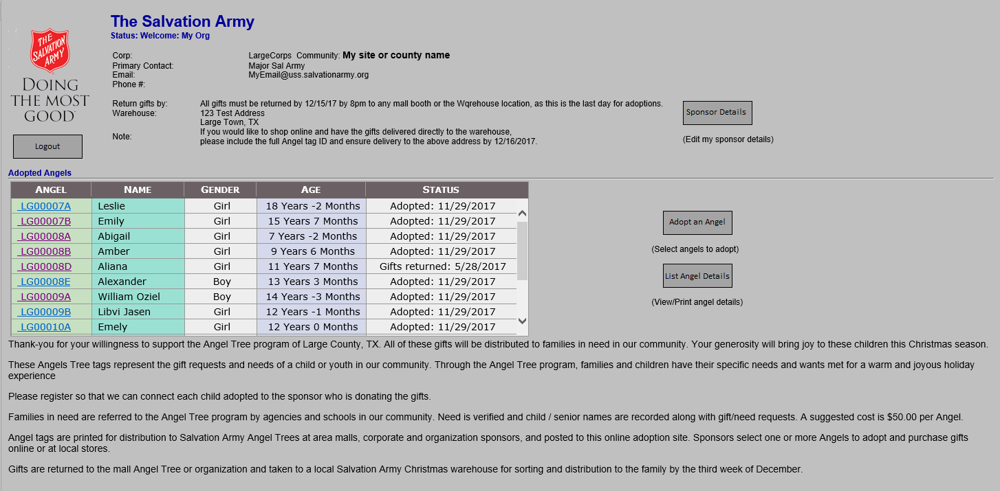 The Salvation Army
Status: Welcome: My Org
THE
SALVATION
ARMY
DOING
THE MOST
GOOD
Logout
Corp: LargeCorps Community: My site or county name
Primary Contact: Major Sal Army
Email: MyEmail@uss.salvationarmy.org
Phone #:
Return gifts by: All gifts must be returned by 12/15/17 by 8pm to any mall booth or the Wqrehouse location, as this is the last day for adoptions.
Warehouse: 123 Test Address
Large Town, TX
Note: If you would like to shop online and have the gifts delivered directly to the warehouse,
please include the full Angel tag ID and ensure delivery to the above address by 12/16/2017.
Sponsor Details
(Edit my sponsor details)
Adopted Angels
ANGEL NAME GENDER AGE STATUS
LG00007A Leslie Girl 18 Years -2 Months Adopted: 11/29/2017
LG00007B Emily Girl 15 Years 7 Months Adopted: 11/29/2017
LG00008A Abigail Girl 7 Years -2 Months Adopted: 11/29/2017
LG00008B Amber Girl 9 Years 6 Months Adopted: 11/29/2017
LG00008D Aliana Girl 11 Years 7 Months Gifts returned: 5/28/2017
LG00008E Alexander Boy 13 Years 3 Months Adopted: 11/29/2017
LG00009A William Oziel Boy 14 Years -3 Months Adopted: 11/29/2017
LG00009B Libvi Jasen Girl 12 Years -1 Months Adopted: 11/29/2017
LG00010A Emely Girl 12 Years 0 Months Adopted: 11/29/2017
Adopt an Angel
(Select angels to adopt)
List Angel Details
(View/Print angel details)
Thank-you for your willingness to support the Angel Tree program of Large County, TX. All of these gifts will be distributed to families in need in our community. Your generosity will bring joy to these children this Christmas season.
These Angels Tree tags represent the gift requests and needs of a child or youth in our community. Through the Angel Tree program, families and children have their specific needs and wants met for a warm and joyous holiday
experience
Please register so that we can connect each child adopted to the sponsor who is donating the gifts.
Families in need are referred to the Angel Tree program by agencies and schools in our community. Need is verified and child / senior names are recorded along with gift/need requests. A suggested cost is $50.00 per Angel.
Angel tags are printed for distribution to Salvation Army Angel Trees at area malls, corporate and organization sponsors, and posted to this online adoption site. Sponsors select one or more Angels to adopt and purchase gifts
online or at local stores.
Gifts are returned to the mall Angel Tree or organization and taken to a local Salvation Army Christmas warehouse for sorting and distribution to the family by the third week of December.